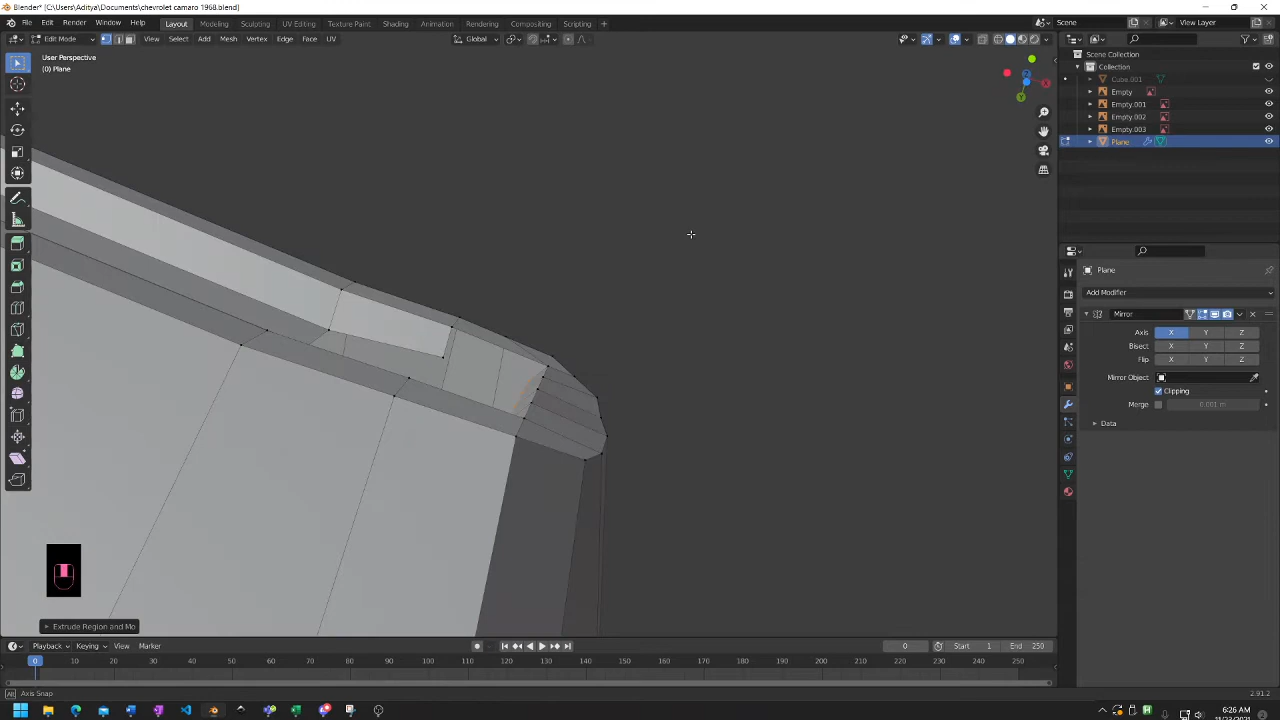 Blender* [C:\Users\Aditya\Documents\chevrolet camaro 1968.blend]
File Edit Render Window Help Layout Modeling Sculpting UV Editing Texture Paint Shading Animation Rendering Compositing Scripting Scene View Layer
Edit Mode View Select Add Mesh Vertex Edge Face UV Global
User Perspective
(0) Plane
Scene Collection
Collection
Cube.001
Empty
Empty.001
Empty.002
Empty.003
Plane
Plane
Add Modifier
Mirror
Axis X Y Z
Bisect X Y Z
Flip X Y Z
Mirror Object
Clipping
Merge 0.001 m
Data
Extrude Region and Mo
Playback Keying View Marker 0 Start 1 End 250
0 10 20 30 40 50 60 70 80 90 100 110 120 130 140 150 160 170 180 190 200 210 220 230 240 250
Axis Snap 2.91.2
6:26 AM